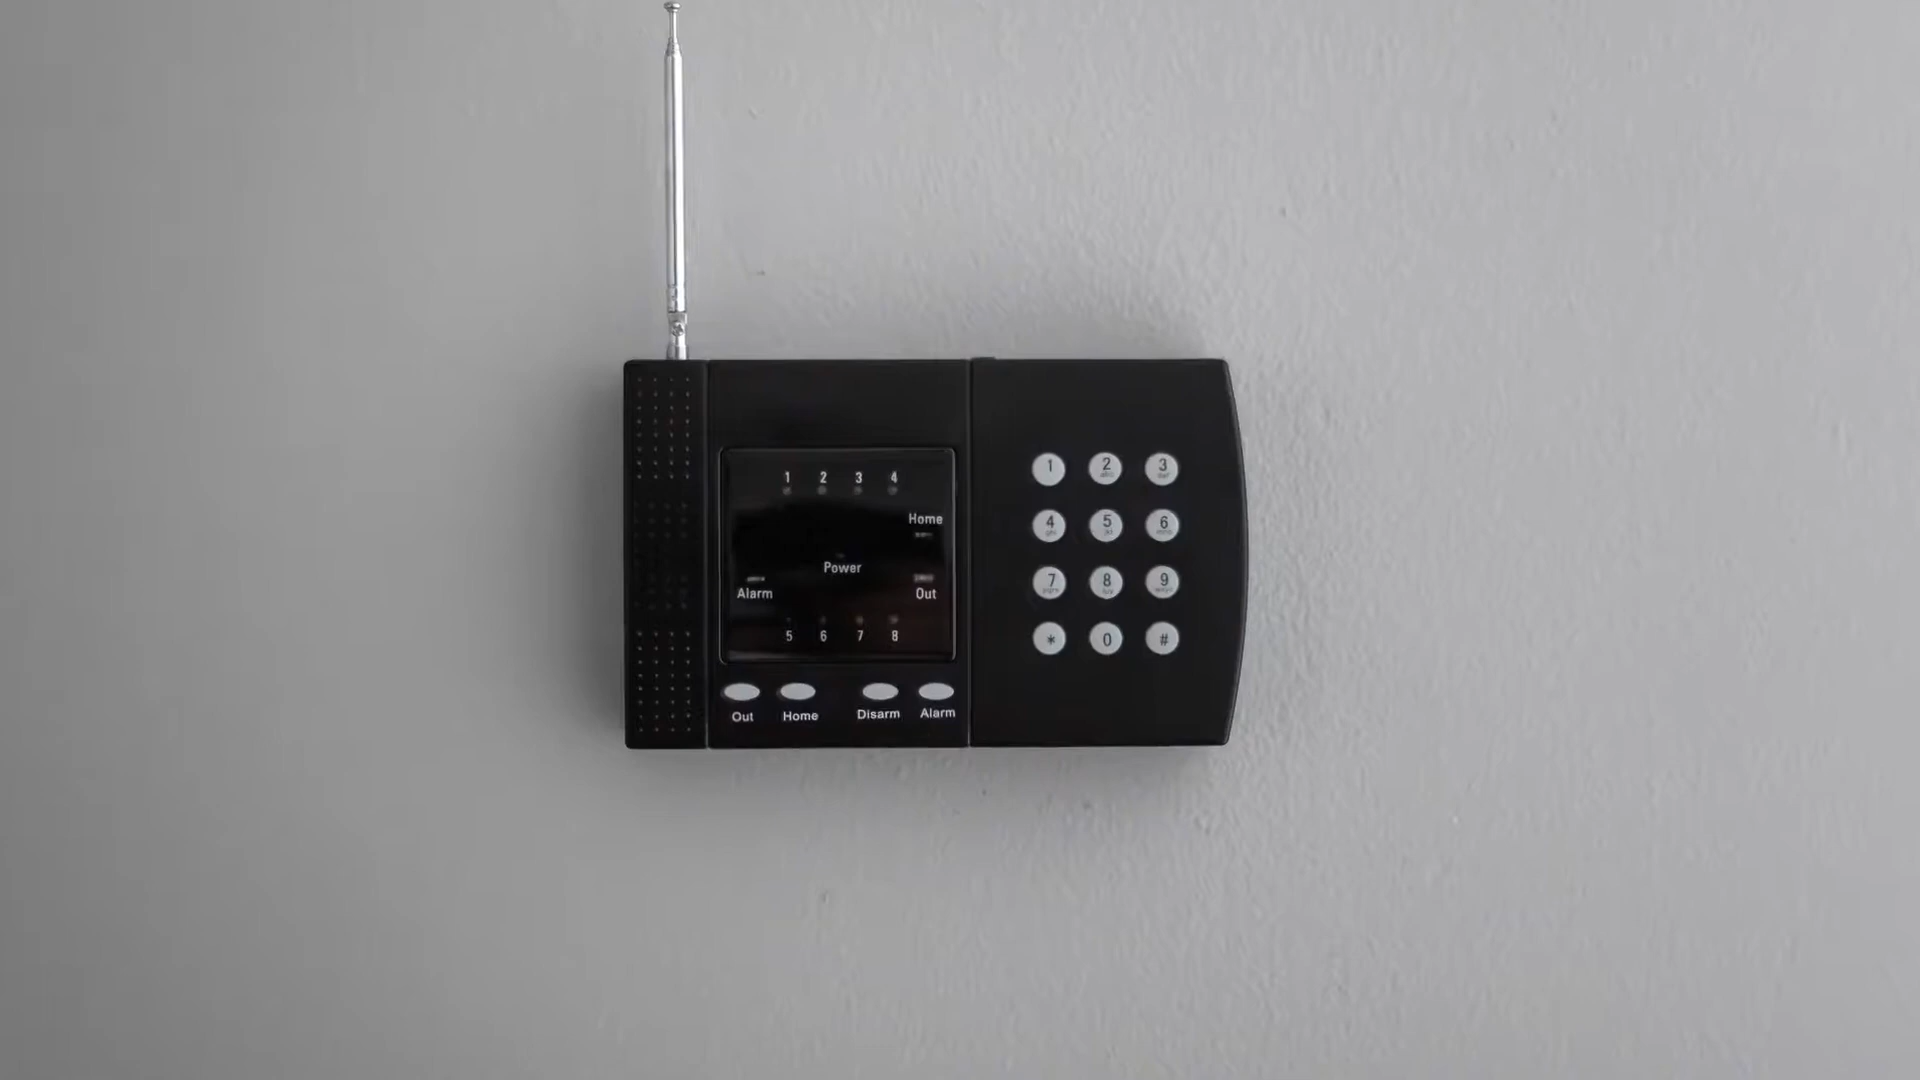 1 2 3 4
Home
Power
Alarm
Out
5 6 7 8
Out Home Disarm Alarm
1 2 3
4 5 6
7 8 9
* 0 #